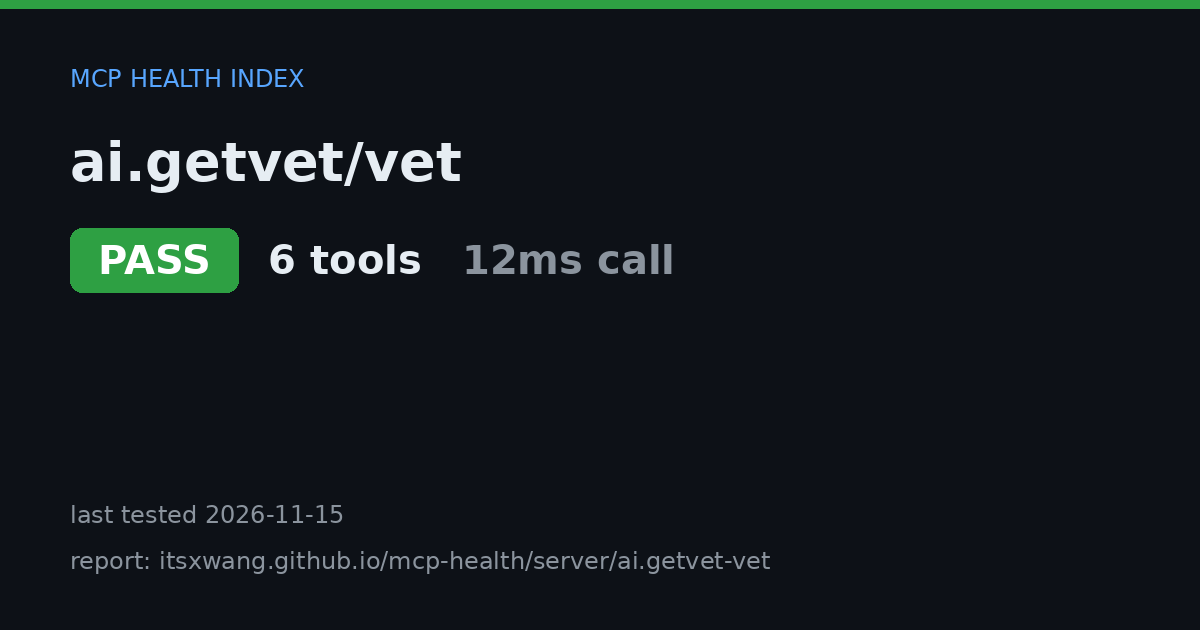 MCP HEALTH INDEX
ai.getvet/vet
PASS 6 tools 12ms call
last tested 2026-11-15
report: itsxwang.github.io/mcp-health/server/ai.getvet-vet